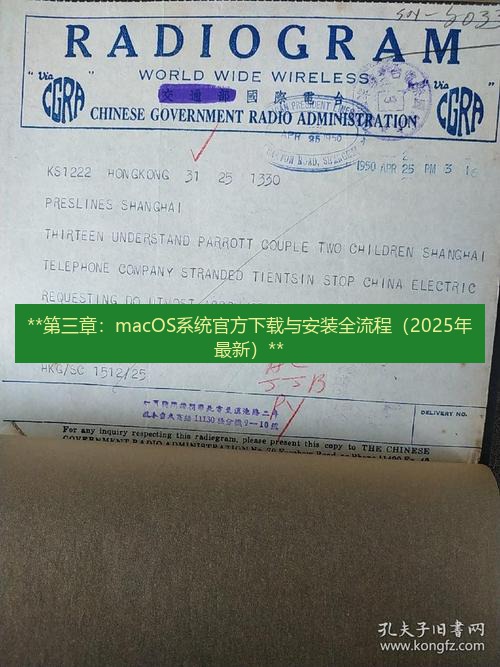 RADIOGRAM
"Via CGRA"
WORLD WIDE WIRELESS
交通部 國際電台
"Via CGRA"
CHINESE GOVERNMENT RADIO ADMINISTRATION
APR 25 1950
1950 APR 25 PM 3 16
KS1222 HONGKONG 31 25 1330
PRESLINES SHANGHAI
THIRTEEN UNDERSTAND PARROTT COUPLE TWO CHILDREN SHANGHAI
TELEPHONE COMPANY STRANDED TIENTSIN STOP CHINA ELECTRIC
REQUESTING DO UTMOST
**第三章：macOS系统官方下载与安装全流程（2025年
最新）**
HKG/SC 1512/25
DELIVERY NO.
For any inquiry respecting this radiogram, please present this copy to THE CHINESE
GOVERNMENT RADIO ADMINISTRATION
孔夫子旧书网
www.kongfz.com